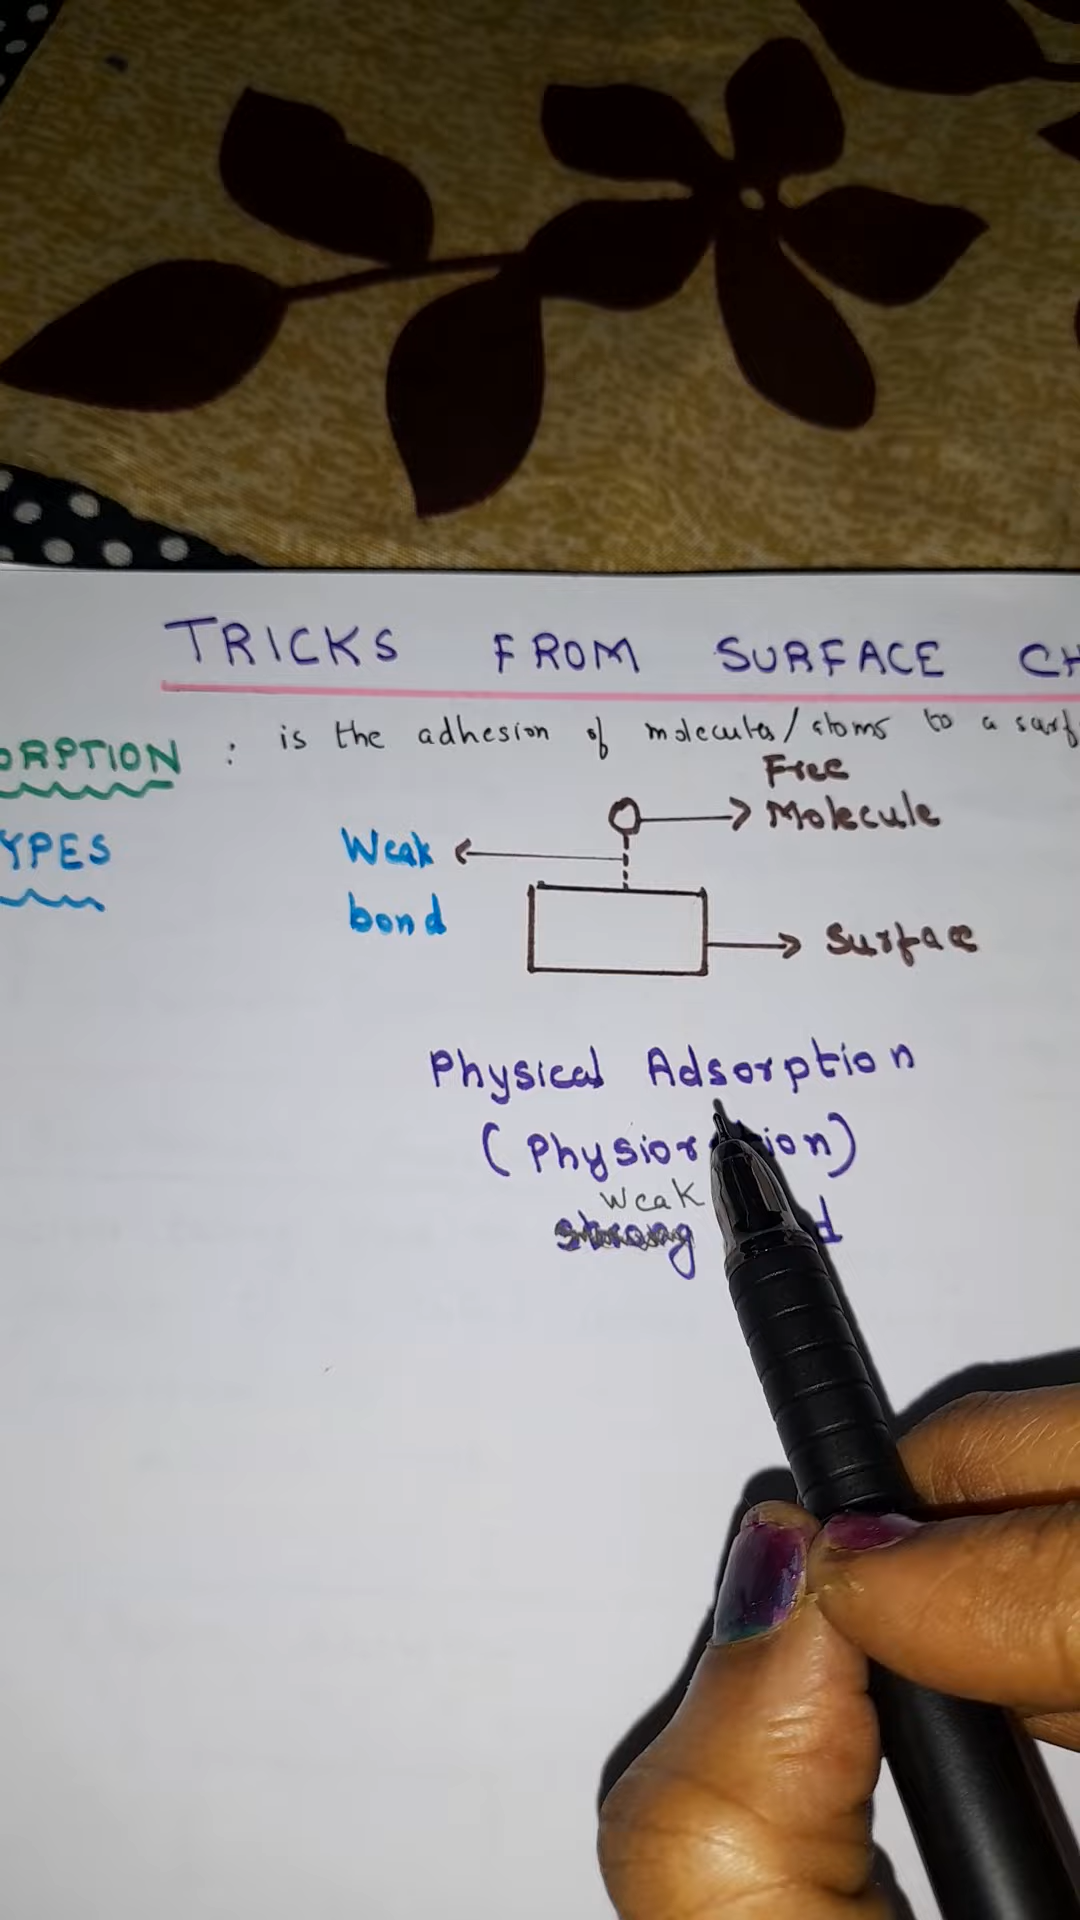 TRICKS FROM SURFACE CH
ORPTION : is the adhesion of molecules/atoms to a surf
Free
Molecule
YPES
Weak
bond
Surface
Physical Adsorption
(Physior ion)
Weak
strong d